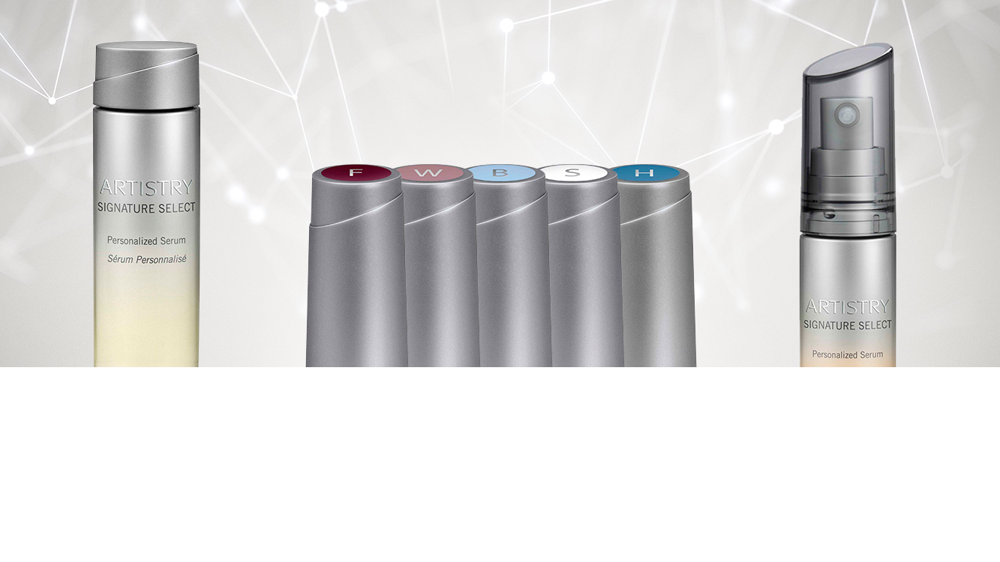 ARTISTRY
SIGNATURE SELECT
Personalized Serum
Sérum Personnalisé
F W B S H
ARTISTRY
SIGNATURE SELECT
Personalized Serum